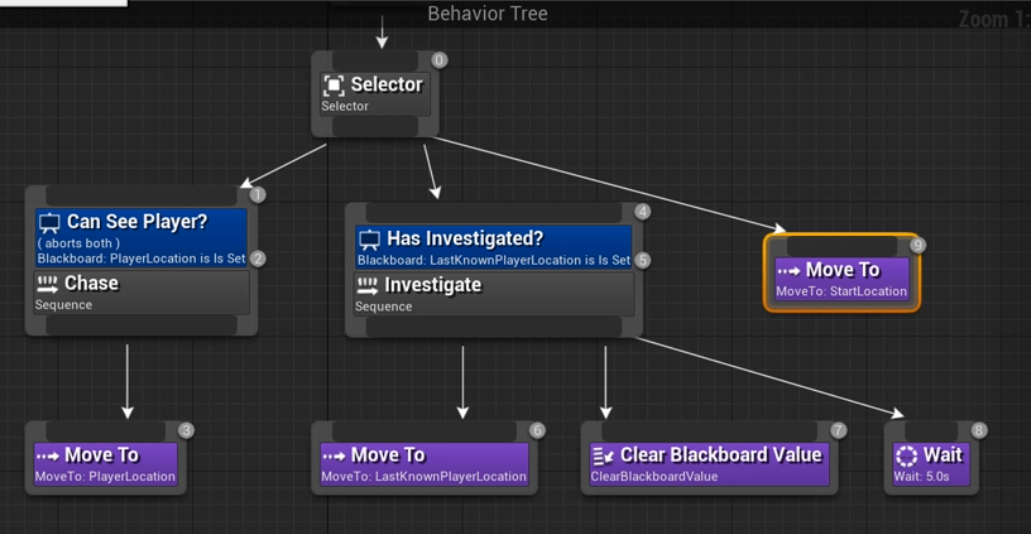 Behavior Tree
Zoom 1:
0
Selector
Selector
1
Can See Player?
( aborts both )
Blackboard: PlayerLocation is Is Set
2
Chase
Sequence
4
Has Investigated?
Blackboard: LastKnownPlayerLocation is Is Set
5
Investigate
Sequence
9
Move To
MoveTo: StartLocation
3
Move To
MoveTo: PlayerLocation
6
Move To
MoveTo: LastKnownPlayerLocation
7
Clear Blackboard Value
ClearBlackboardValue
8
Wait
Wait: 5.0s